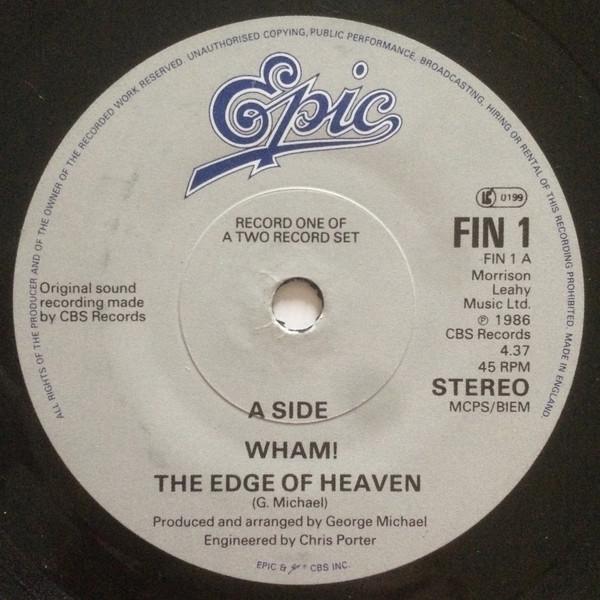 ALL RIGHTS OF THE PRODUCER AND OF THE OWNER OF THE RECORDED WORK RESERVED. UNAUTHORISED COPYING, PUBLIC PERFORMANCE, BROADCASTING, HIRING OR RENTAL OF THIS RECORDING PROHIBITED. MADE IN ENGLAND.
Epic
RECORD ONE OF
A TWO RECORD SET
LC 0199
FIN 1
FIN 1 A
Morrison
Leahy
Music Ltd.
℗ 1986
CBS Records
4.37
45 RPM
STEREO
MCPS/BIEM
Original sound
recording made
by CBS Records
A SIDE
WHAM!
THE EDGE OF HEAVEN
(G. Michael)
Produced and arranged by George Michael
Engineered by Chris Porter
EPIC & ® CBS INC.